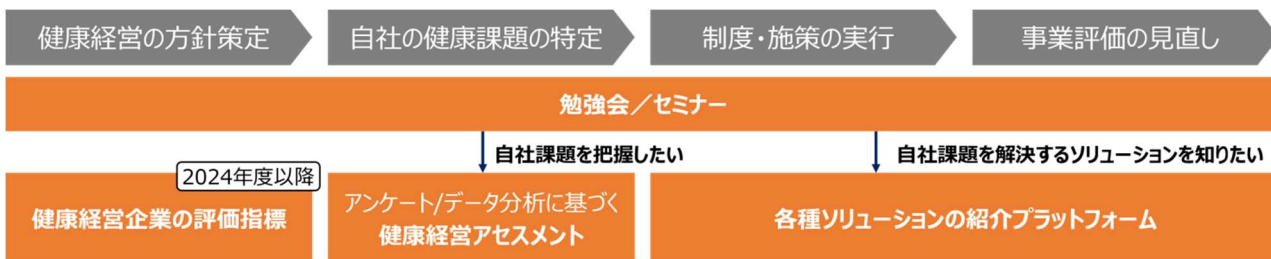 健康経営の方針策定
自社の健康課題の特定
制度・施策の実行
事業評価の見直し
勉強会／セミナー
自社課題を把握したい
自社課題を解決するソリューションを知りたい
2024年度以降
健康経営企業の評価指標
アンケート/データ分析に基づく
健康経営アセスメント
各種ソリューションの紹介プラットフォーム